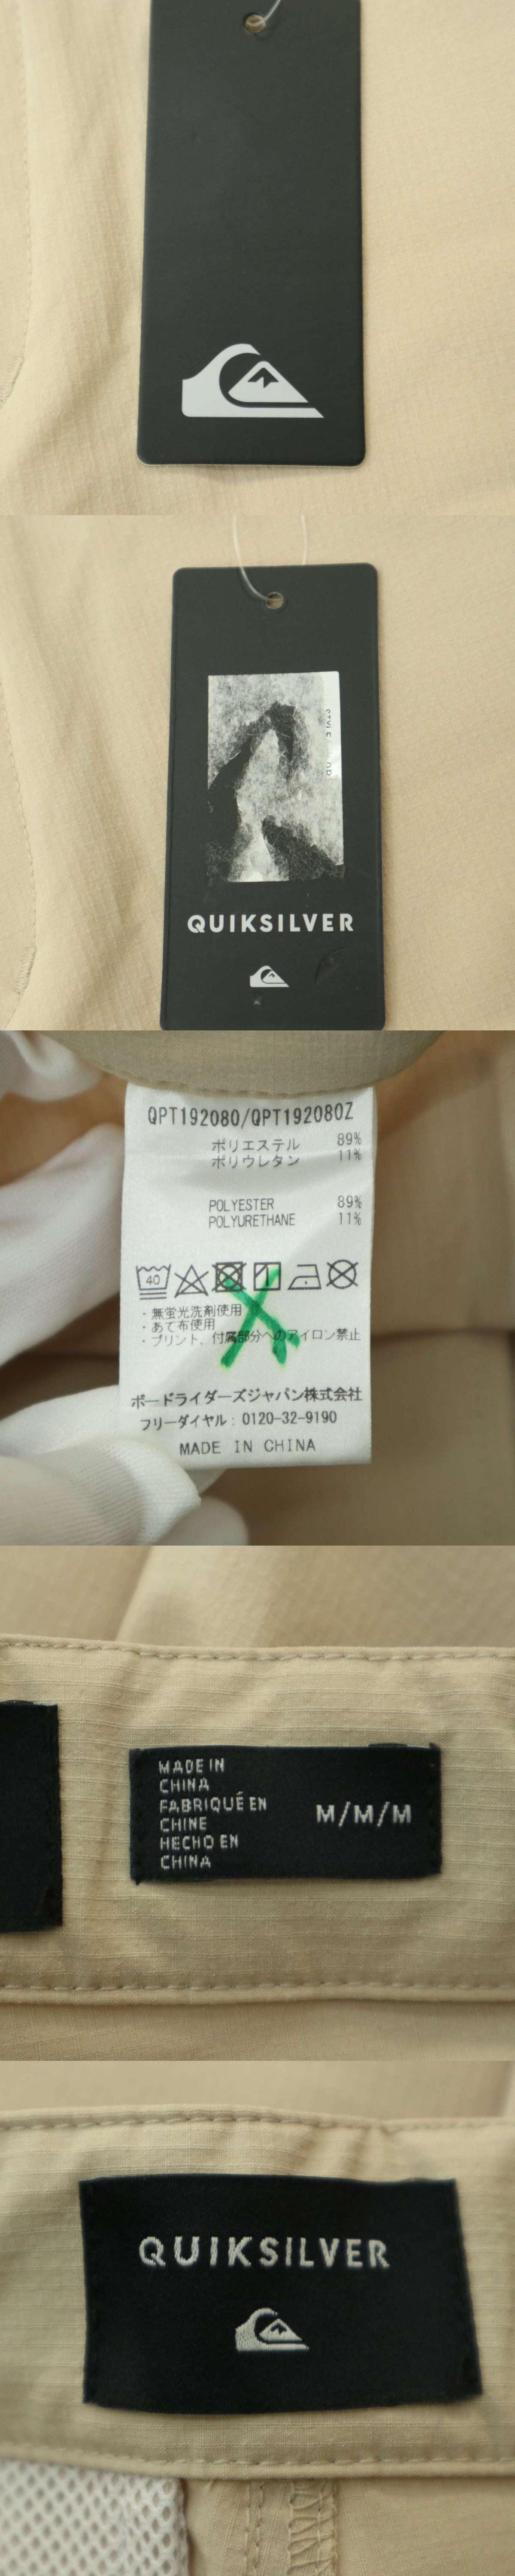 STYLE
QUIKSILVER
QPT192080/QPT192080Z
ポリエステル 89%
ポリウレタン 11%
POLYESTER 89%
POLYURETHANE 11%
40
・無蛍光洗剤使用
・あて布使用
・プリント、付属部分へのアイロン禁止
ボードライダーズジャパン株式会社
フリーダイヤル: 0120-32-9190
MADE IN CHINA
MADE IN
CHINA
FABRIQUÉ EN
CHINE
HECHO EN
CHINA
M/M/M
QUIKSILVER